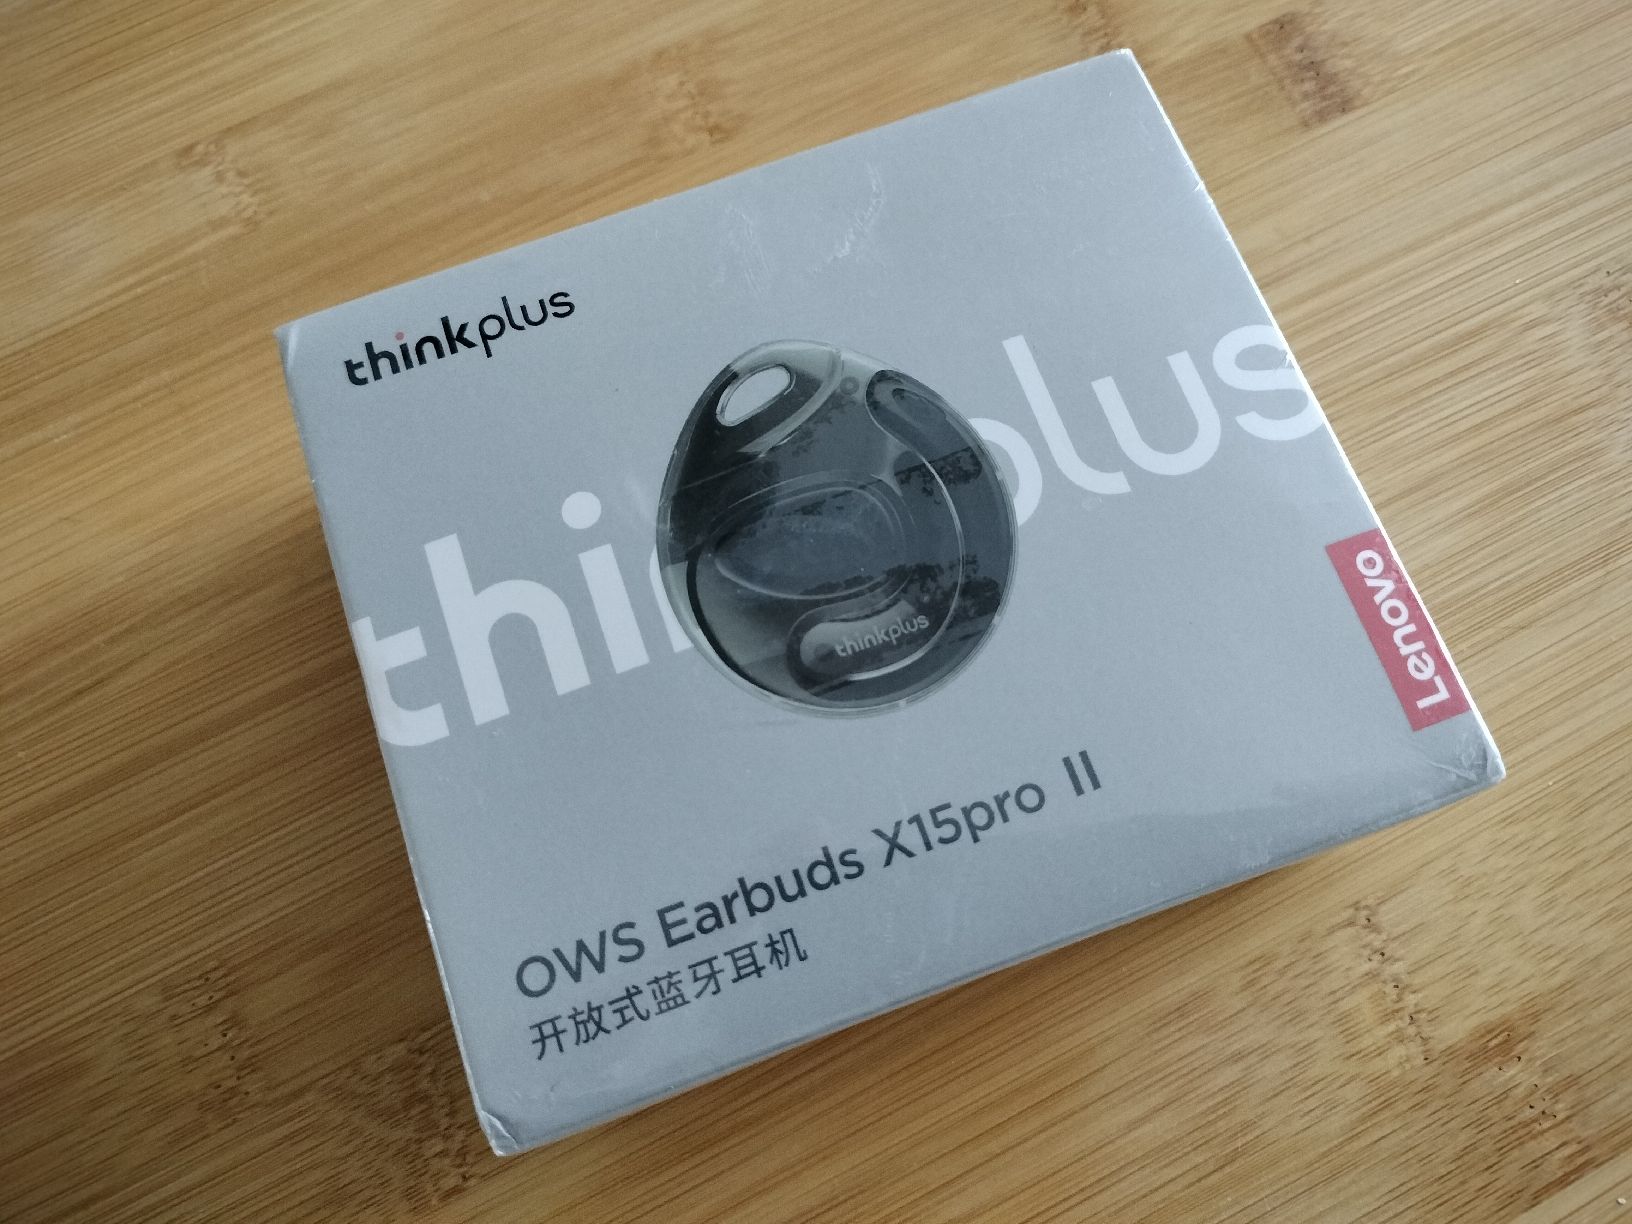 thinkplus
thinkplus
thinkplus
Lenovo
OWS Earbuds X15pro II
开放式蓝牙耳机